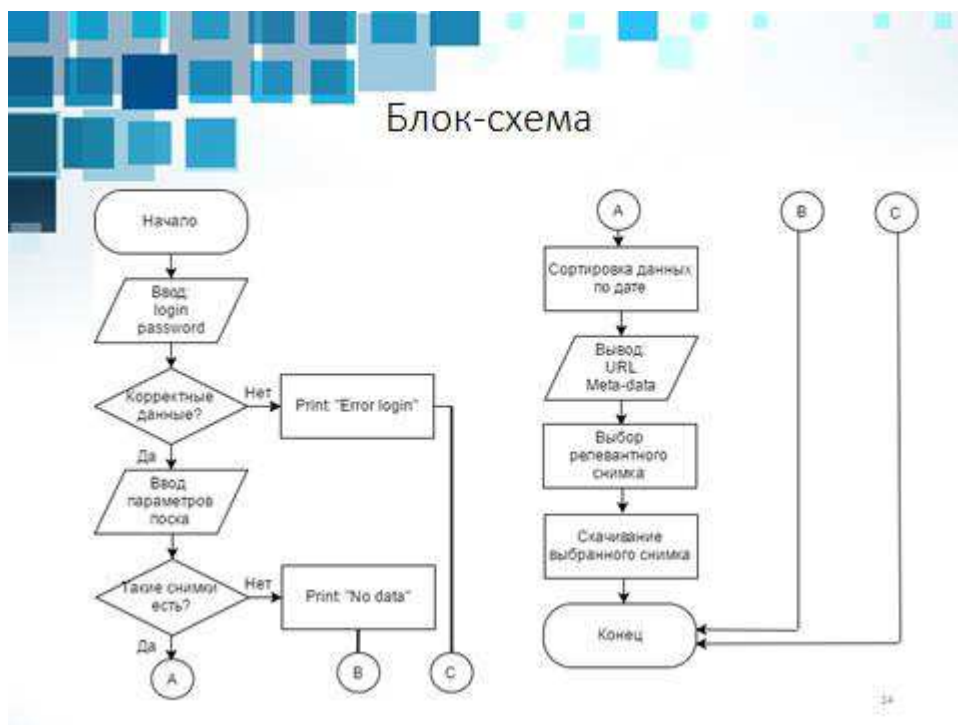 Блок-схема
Начало
Ввод:
login
password
Корректные
данные?
Нет
Print: "Error login"
Да
Ввод
параметров
поска
Такие снимки
есть?
Нет
Print: "No data"
Да
A
B
C
A
B
C
Сортировка данных
по дате
Вывод:
URL
Meta-data
Выбор
релевантного
снимка
Скачивание
выбранного снимка
Конец